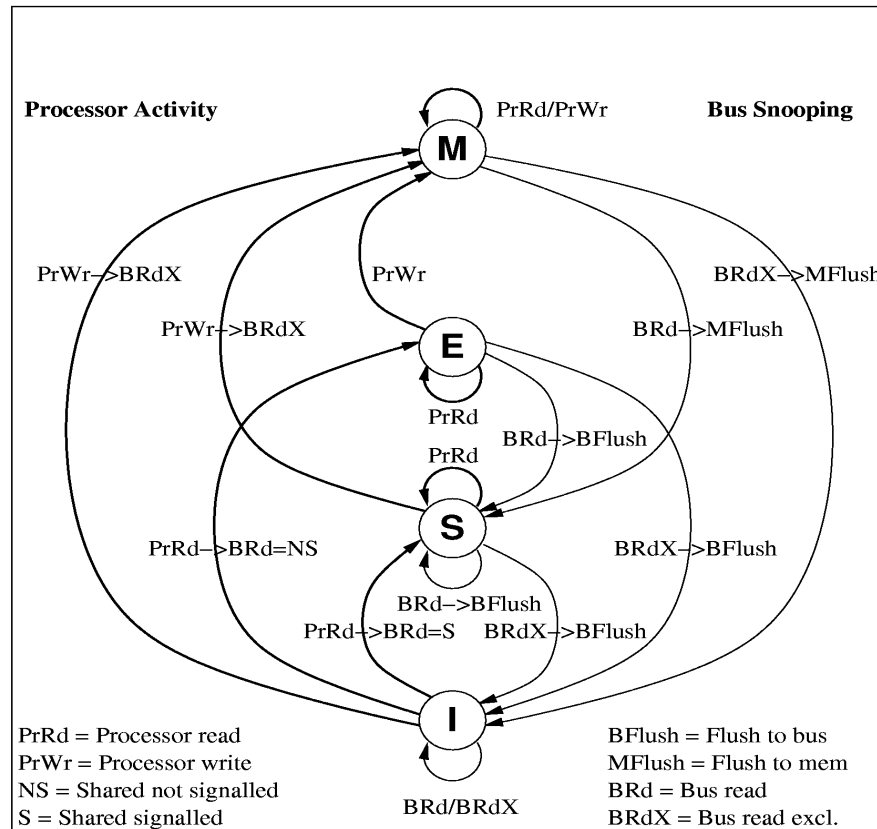 Processor Activity
PrRd/PrWr
Bus Snooping
M
PrWr
PrWr->BRdX
BRdX->MFlush
PrWr->BRdX
BRd->MFlush
E
PrRd
BRd->BFlush
PrRd
S
PrRd->BRd=NS
BRdX->BFlush
BRd->BFlush
PrRd->BRd=S
BRdX->BFlush
I
PrRd = Processor read
PrWr = Processor write
NS = Shared not signalled
S = Shared signalled
BRd/BRdX
BFlush = Flush to bus
MFlush = Flush to mem
BRd = Bus read
BRdX = Bus read excl.